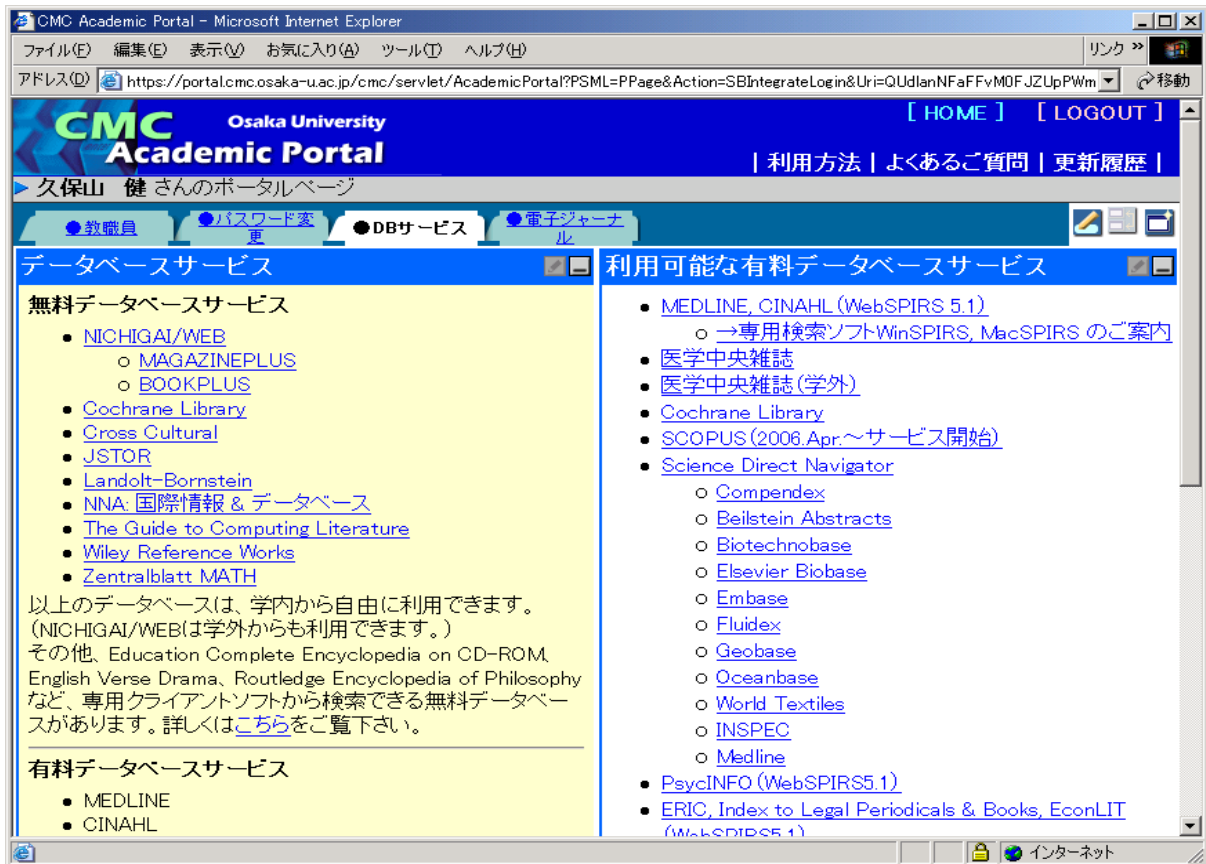 CMC Academic Portal - Microsoft Internet Explorer
ファイル(F) 編集(E) 表示(V) お気に入り(A) ツール(T) ヘルプ(H) リンク »
アドレス(D) https://portal.cmc.osaka-u.ac.jp/cmc/servlet/AcademicPortal?PSML=PPage&Action=SBIntegrateLogin&Uri=QUdlanNFaFFvM0FJZUpPWm 移動
CMC Osaka University
Academic Portal
[ HOME ] [ LOGOUT ]
| 利用方法 | よくあるご質問 | 更新履歴 |
久保山 健 さんのポータルページ
●教職員
●パスワード変
更
●DBサービス
●電子ジャーナ
ル
データベースサービス
無料データベースサービス
NICHIGAI/WEB
MAGAZINEPLUS
BOOKPLUS
Cochrane Library
Cross Cultural
JSTOR
Landolt-Bornstein
NNA: 国際情報 & データベース
The Guide to Computing Literature
Wiley Reference Works
Zentralblatt MATH
以上のデータベースは、学内から自由に利用できます。
(NICHIGAI/WEBは学外からも利用できます。)
その他、Education Complete Encyclopedia on CD-ROM,
English Verse Drama、Routledge Encyclopedia of Philosophy
など、専用クライアントソフトから検索できる無料データベー
スがあります。詳しくはこちらをご覧下さい。
有料データベースサービス
MEDLINE
CINAHL
利用可能な有料データベースサービス
MEDLINE, CINAHL (WebSPIRS 5.1)
→専用検索ソフトWinSPIRS, MacSPIRS のご案内
医学中央雑誌
医学中央雑誌(学外)
Cochrane Library
SCOPUS(2006.Apr.～サービス開始)
Science Direct Navigator
Compendex
Beilstein Abstracts
Biotechnobase
Elsevier Biobase
Embase
Fluidex
Geobase
Oceanbase
World Textiles
INSPEC
Medline
PsycINFO (WebSPIRS5.1)
ERIC, Index to Legal Periodicals & Books, EconLIT
(WebSPIRS5.1)
インターネット